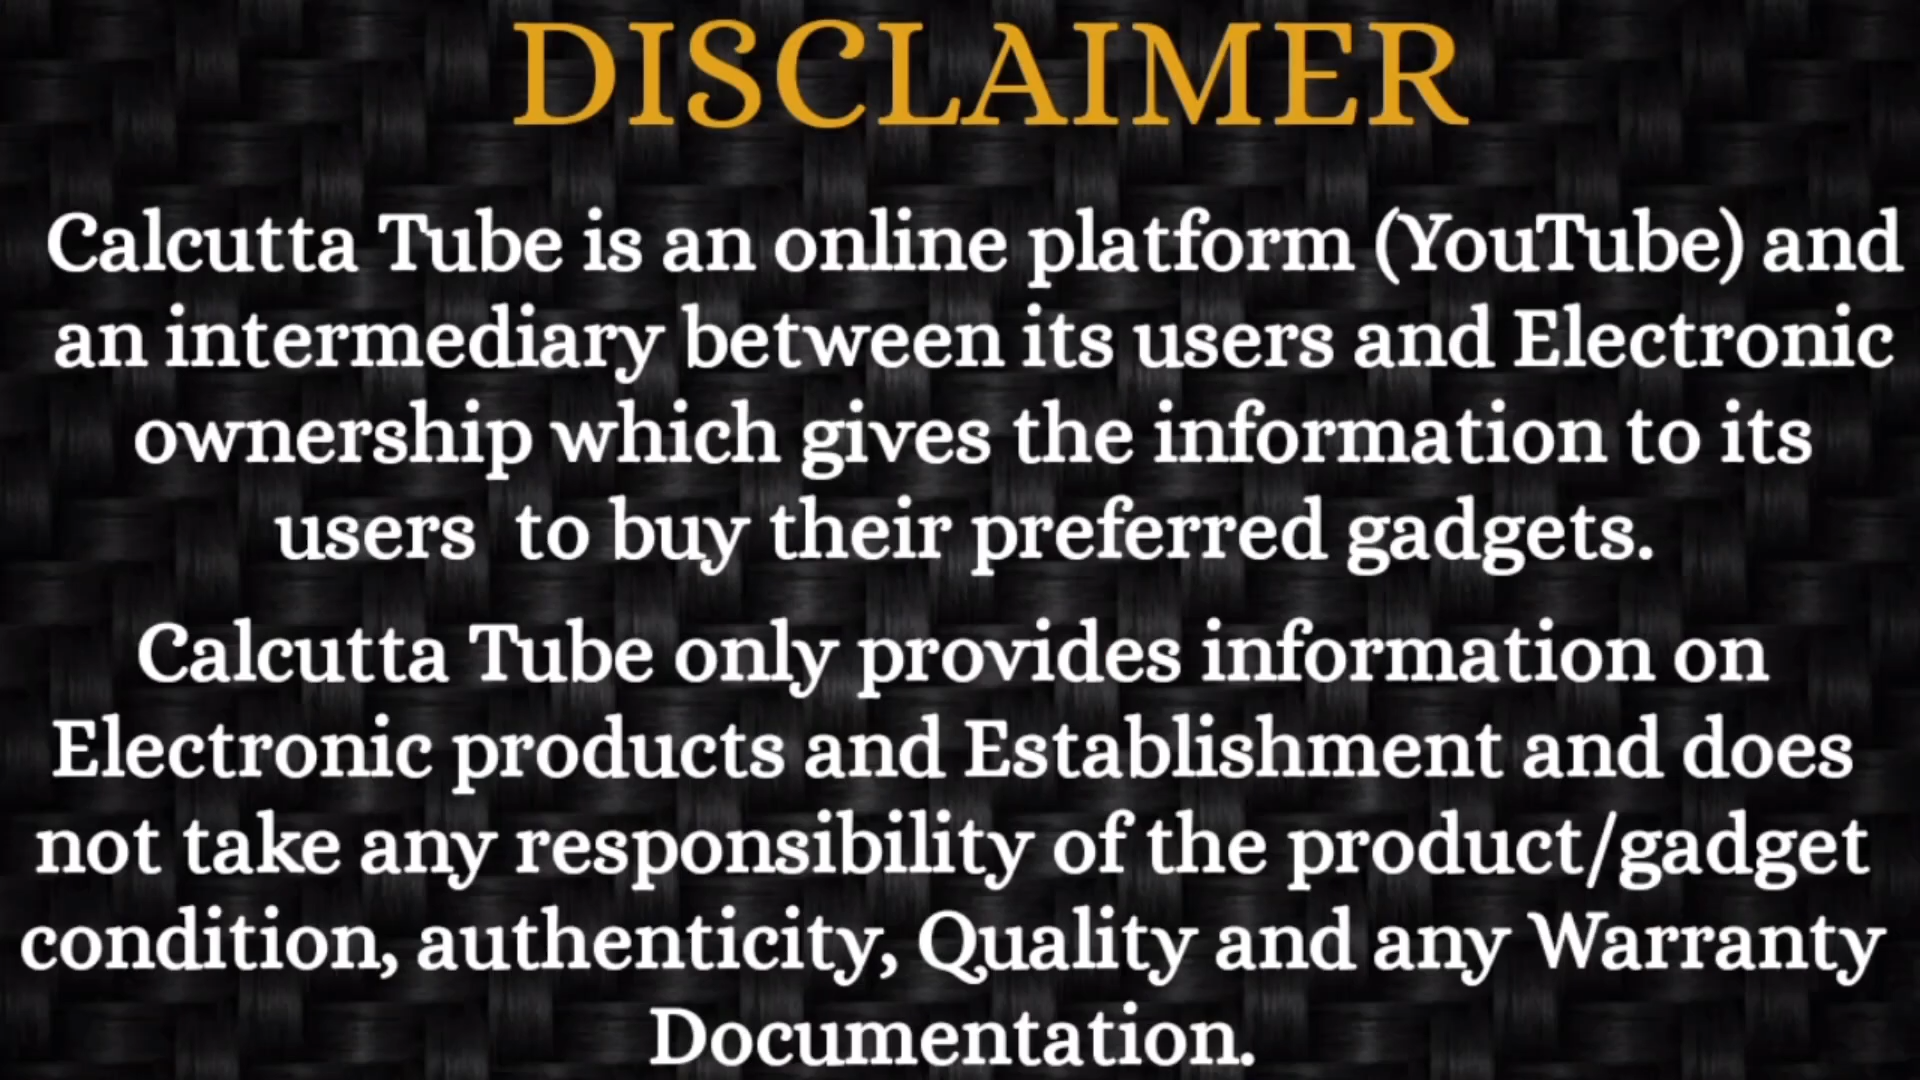 DISCLAIMER
Calcutta Tube is an online platform (YouTube) and
an intermediary between its users and Electronic
ownership which gives the information to its
users to buy their preferred gadgets.
Calcutta Tube only provides information on
Electronic products and Establishment and does
not take any responsibility of the product/gadget
condition, authenticity, Quality and any Warranty
Documentation.